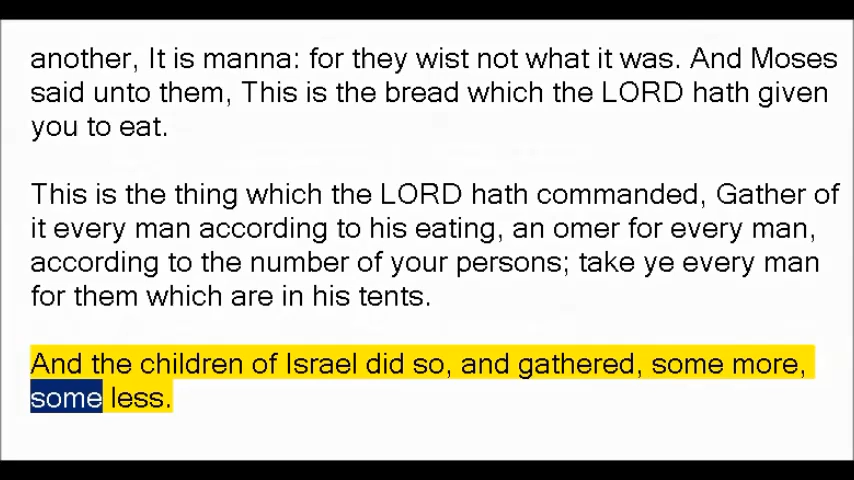 another, It is manna: for they wist not what it was. And Moses
said unto them, This is the bread which the LORD hath given
you to eat.
This is the thing which the LORD hath commanded, Gather of
it every man according to his eating, an omer for every man,
according to the number of your persons; take ye every man
for them which are in his tents.
And the children of Israel did so, and gathered, some more,
some less.